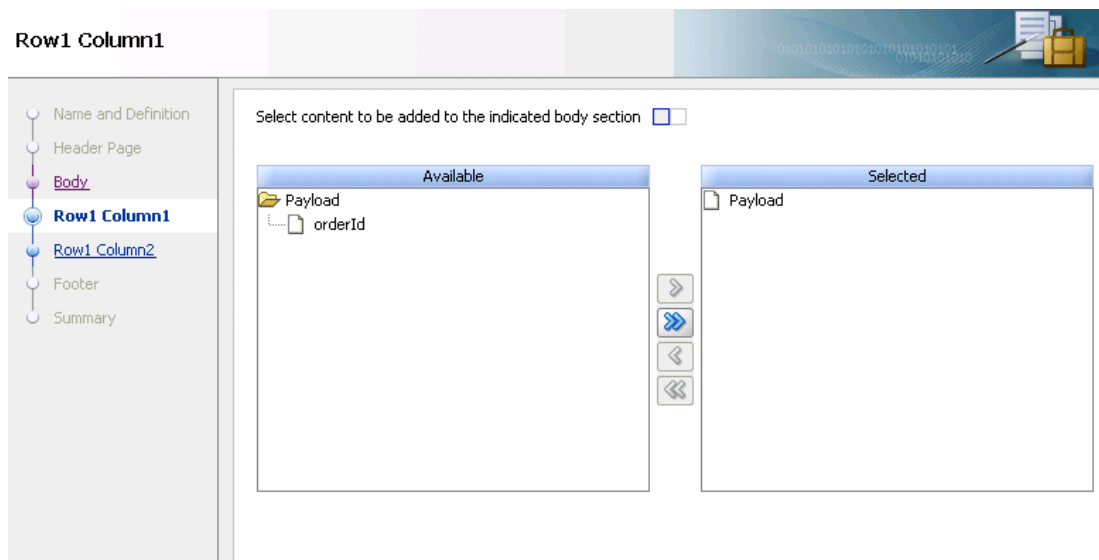 Row1 Column1
Name and Definition
Header Page
Body
Row1 Column1
Row1 Column2
Footer
Summary
Select content to be added to the indicated body section
Available
Payload
orderId
Selected
Payload